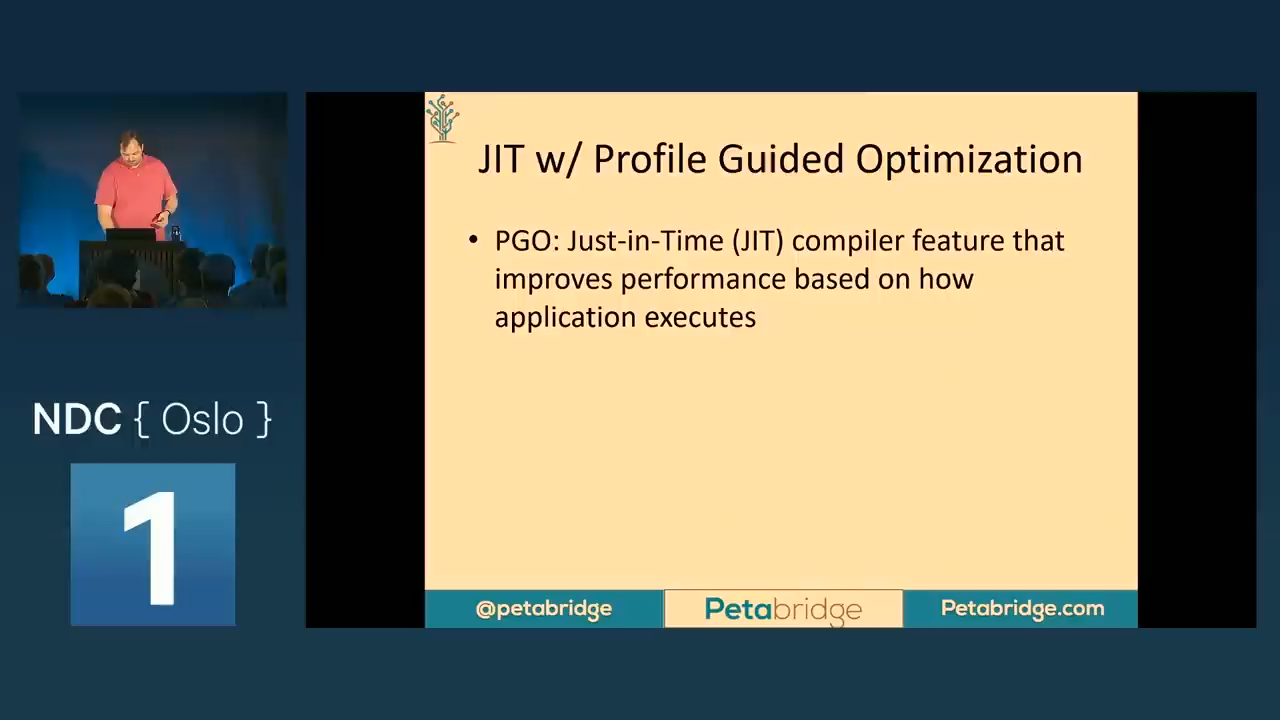 JIT w/ Profile Guided Optimization
• PGO: Just-in-Time (JIT) compiler feature that
improves performance based on how
application executes
NDC { Oslo }
1
@petabridge
Petabridge
Petabridge.com